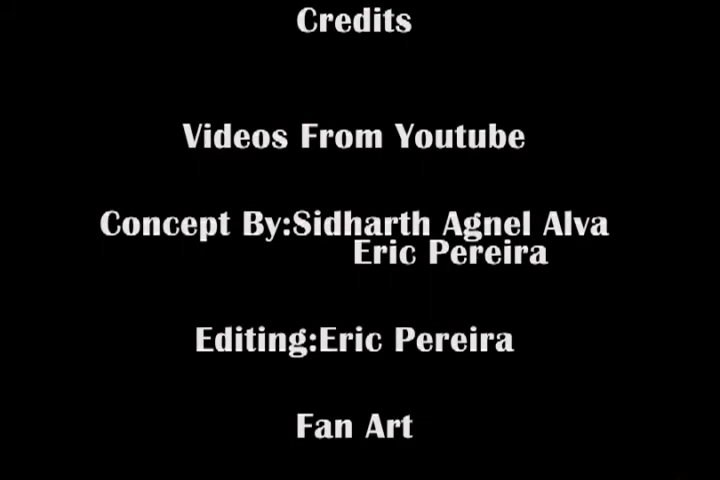 Credits
Videos From Youtube
Concept By:Sidharth Agnel Alva
Eric Pereira
Editing:Eric Pereira
Fan Art